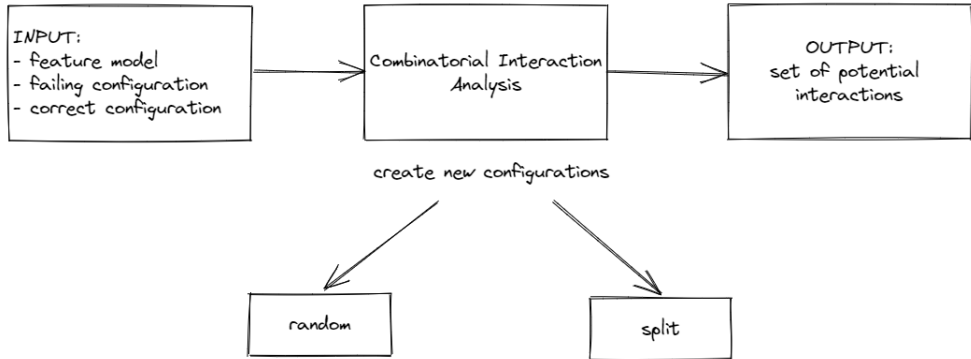 INPUT:
- feature model
- failing configuration
- correct configuration
Combinatorial Interaction
Analysis
OUTPUT:
set of potential
interactions
create new configurations
random
split